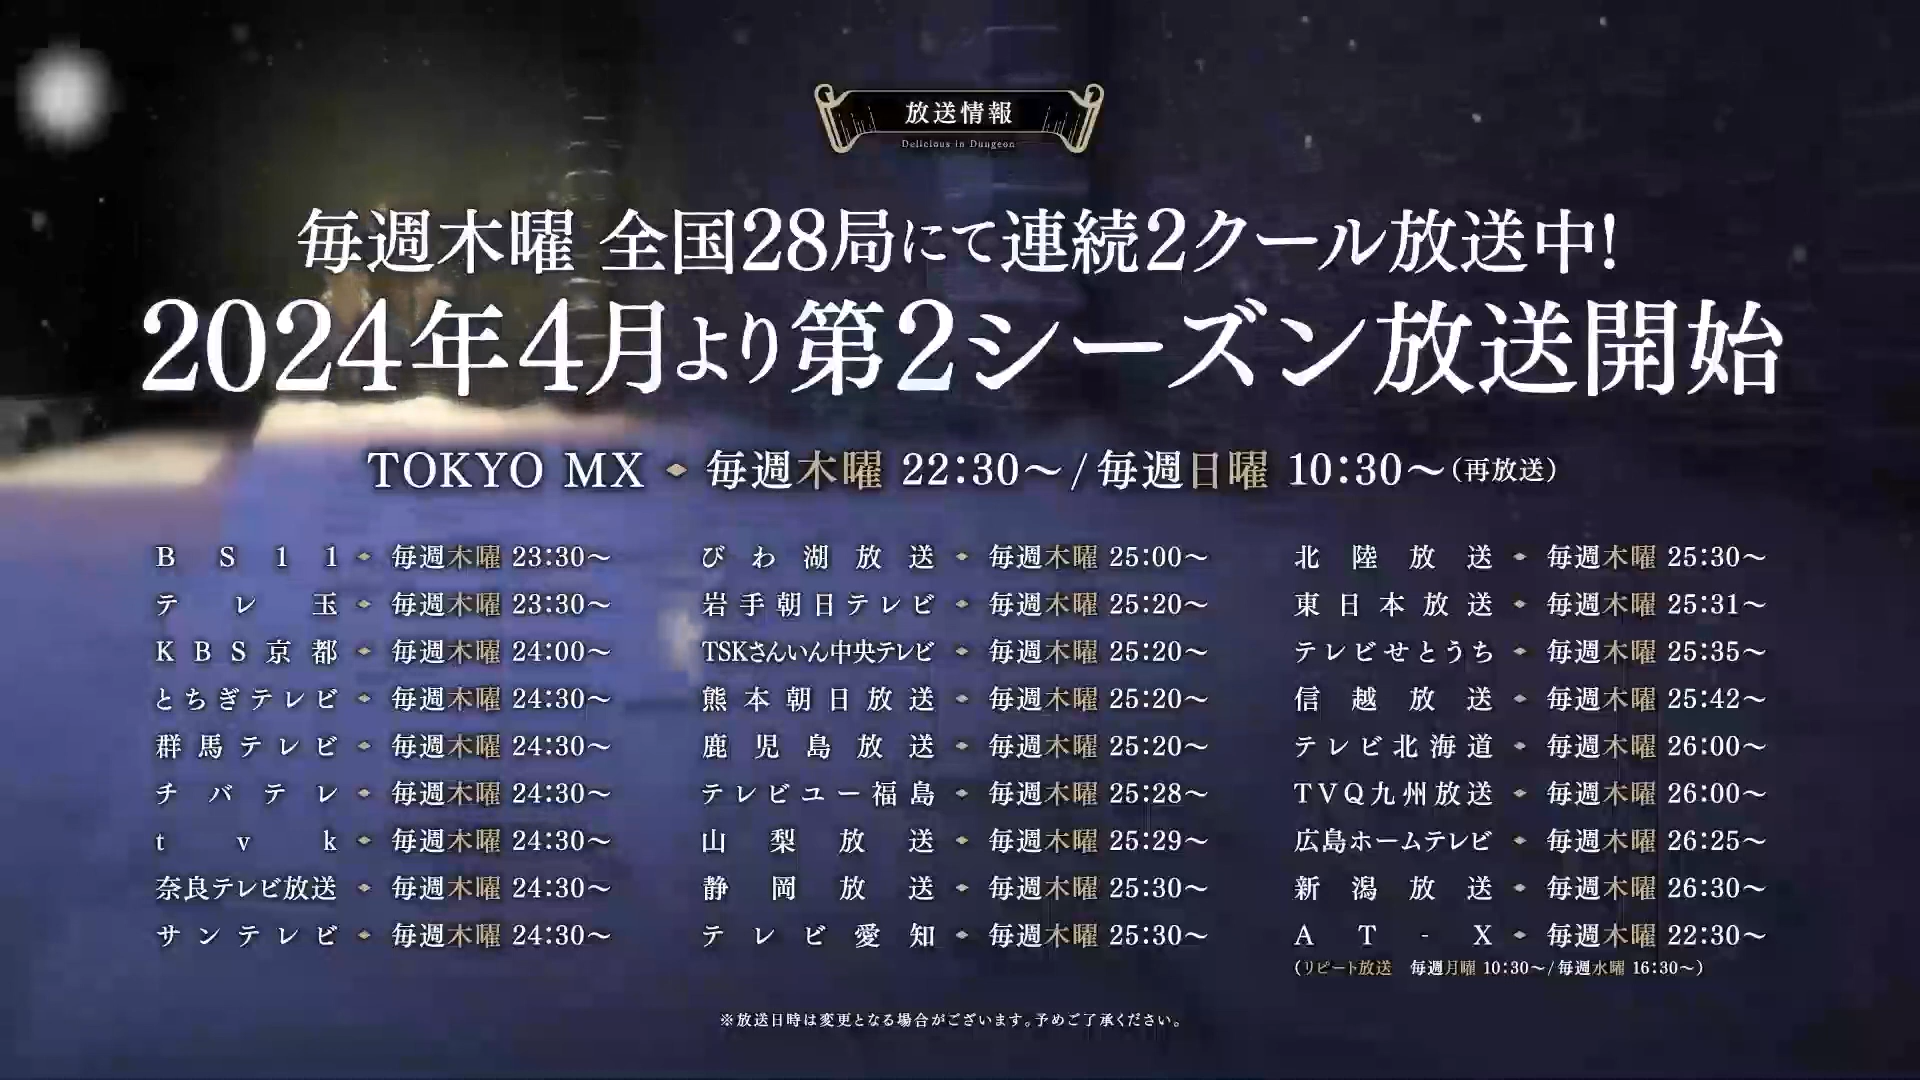 放送情報
Delicious in Dungeon
毎週木曜 全国28局にて連続2クール放送中!
2024年4月より第2シーズン放送開始
TOKYO MX ◆ 毎週木曜 22:30〜/毎週日曜 10:30〜(再放送)
BS11 ◆ 毎週木曜 23:30〜
テレ玉 ◆ 毎週木曜 23:30〜
KBS京都 ◆ 毎週木曜 24:00〜
とちぎテレビ ◆ 毎週木曜 24:30〜
群馬テレビ ◆ 毎週木曜 24:30〜
チバテレ ◆ 毎週木曜 24:30〜
tvk ◆ 毎週木曜 24:30〜
奈良テレビ放送 ◆ 毎週木曜 24:30〜
サンテレビ ◆ 毎週木曜 24:30〜
びわ湖放送 ◆ 毎週木曜 25:00〜
岩手朝日テレビ ◆ 毎週木曜 25:20〜
TSKさんいん中央テレビ ◆ 毎週木曜 25:20〜
熊本朝日放送 ◆ 毎週木曜 25:20〜
鹿児島放送 ◆ 毎週木曜 25:20〜
テレビユー福島 ◆ 毎週木曜 25:28〜
山梨放送 ◆ 毎週木曜 25:29〜
静岡放送 ◆ 毎週木曜 25:30〜
テレビ愛知 ◆ 毎週木曜 25:30〜
北陸放送 ◆ 毎週木曜 25:30〜
東日本放送 ◆ 毎週木曜 25:31〜
テレビせとうち ◆ 毎週木曜 25:35〜
信越放送 ◆ 毎週木曜 25:42〜
テレビ北海道 ◆ 毎週木曜 26:00〜
TVQ九州放送 ◆ 毎週木曜 26:00〜
広島ホームテレビ ◆ 毎週木曜 26:25〜
新潟放送 ◆ 毎週木曜 26:30〜
AT-X ◆ 毎週木曜 22:30〜
(リピート放送 毎週月曜 10:30〜/毎週水曜 16:30〜)
※放送日時は変更となる場合がございます。予めご了承ください。